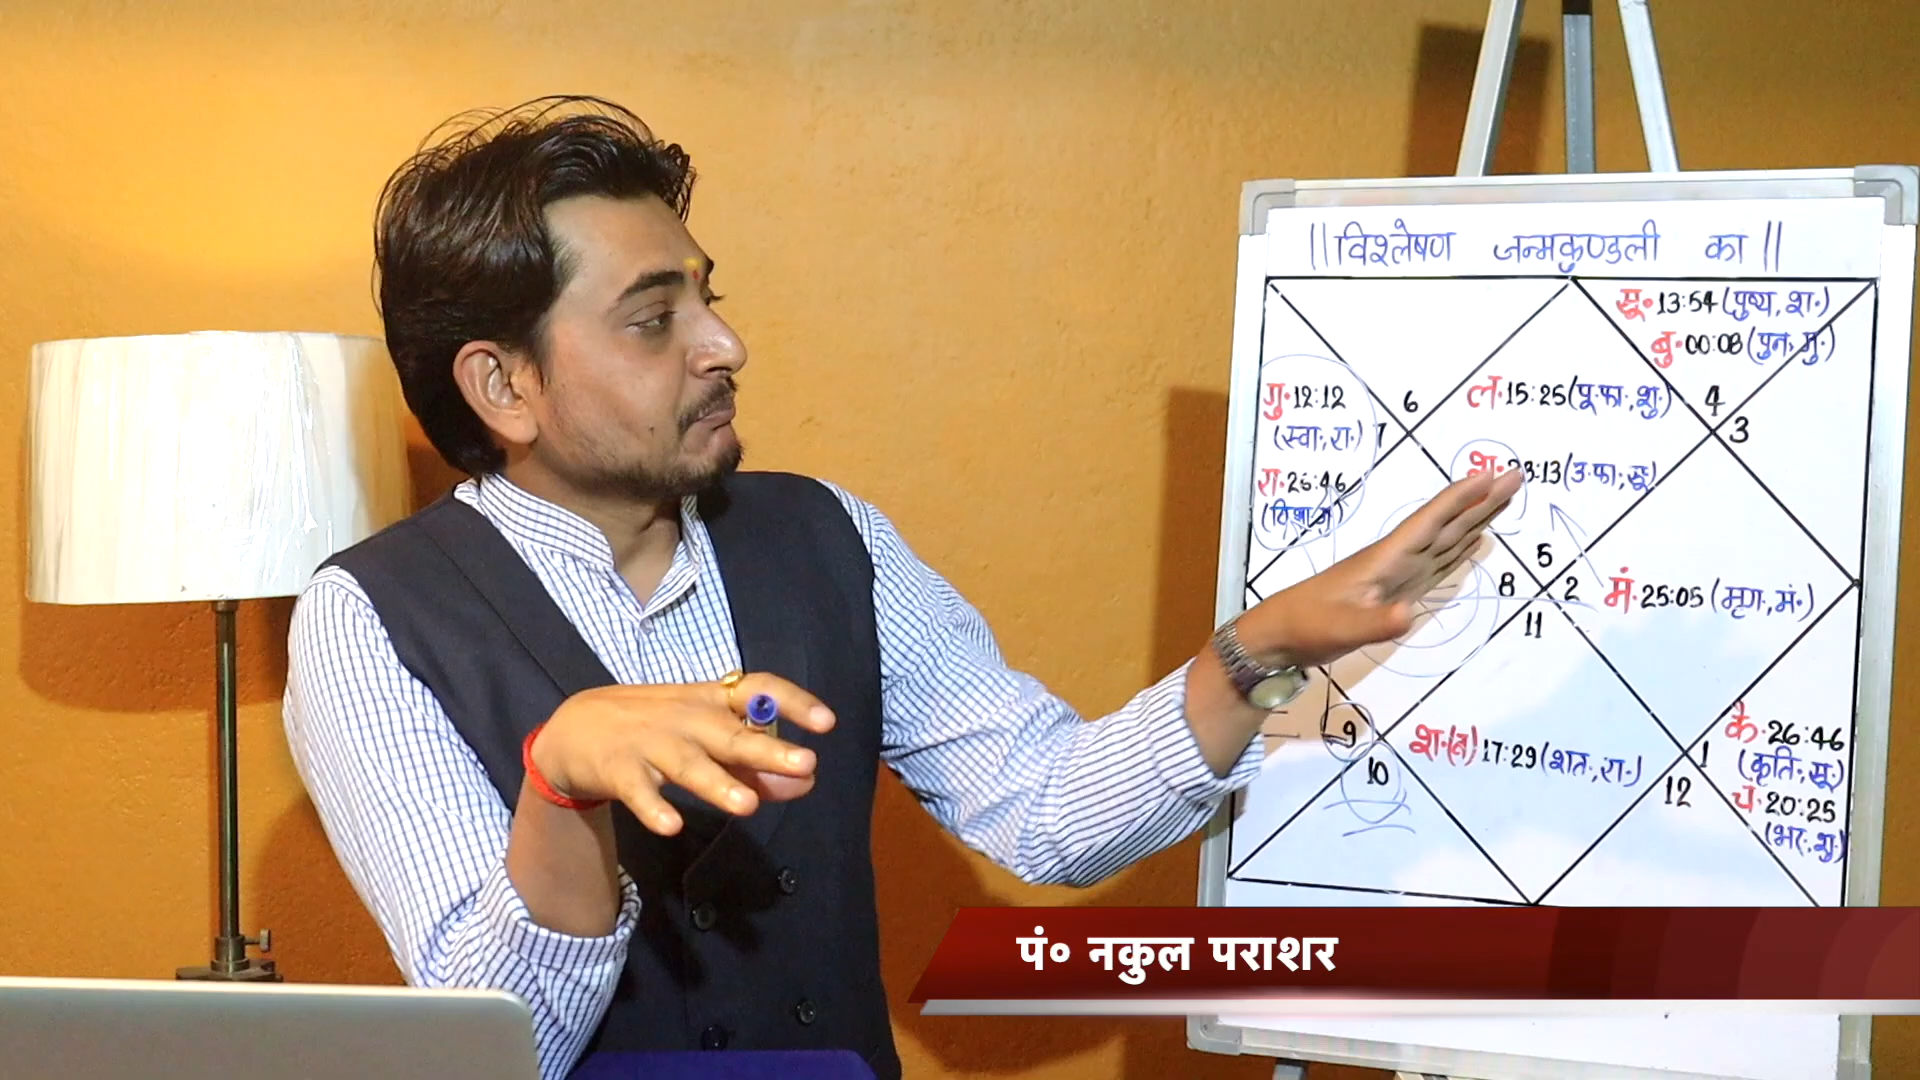 ||विश्लेषण जन्मकुण्डली का||
सू॰13:54(पुष्य,श॰)
बु॰00:08(पुन॰,गु॰)
गु॰12:12
(स्वा॰,रा॰)
7
6
ल॰15:25(पू॰फा॰,शु॰)
4
3
रा॰26:46
23:13(उ॰फा॰,सू॰)
5
8
2
11
मं॰25:05(मृग॰,मं॰)
9
10
श॰(व)17:29(शत॰,रा॰)
1
12
के॰26:46
(कृति॰,सू॰)
चं॰20:25
(भर॰,शु॰)
पं॰ नकुल पराशर